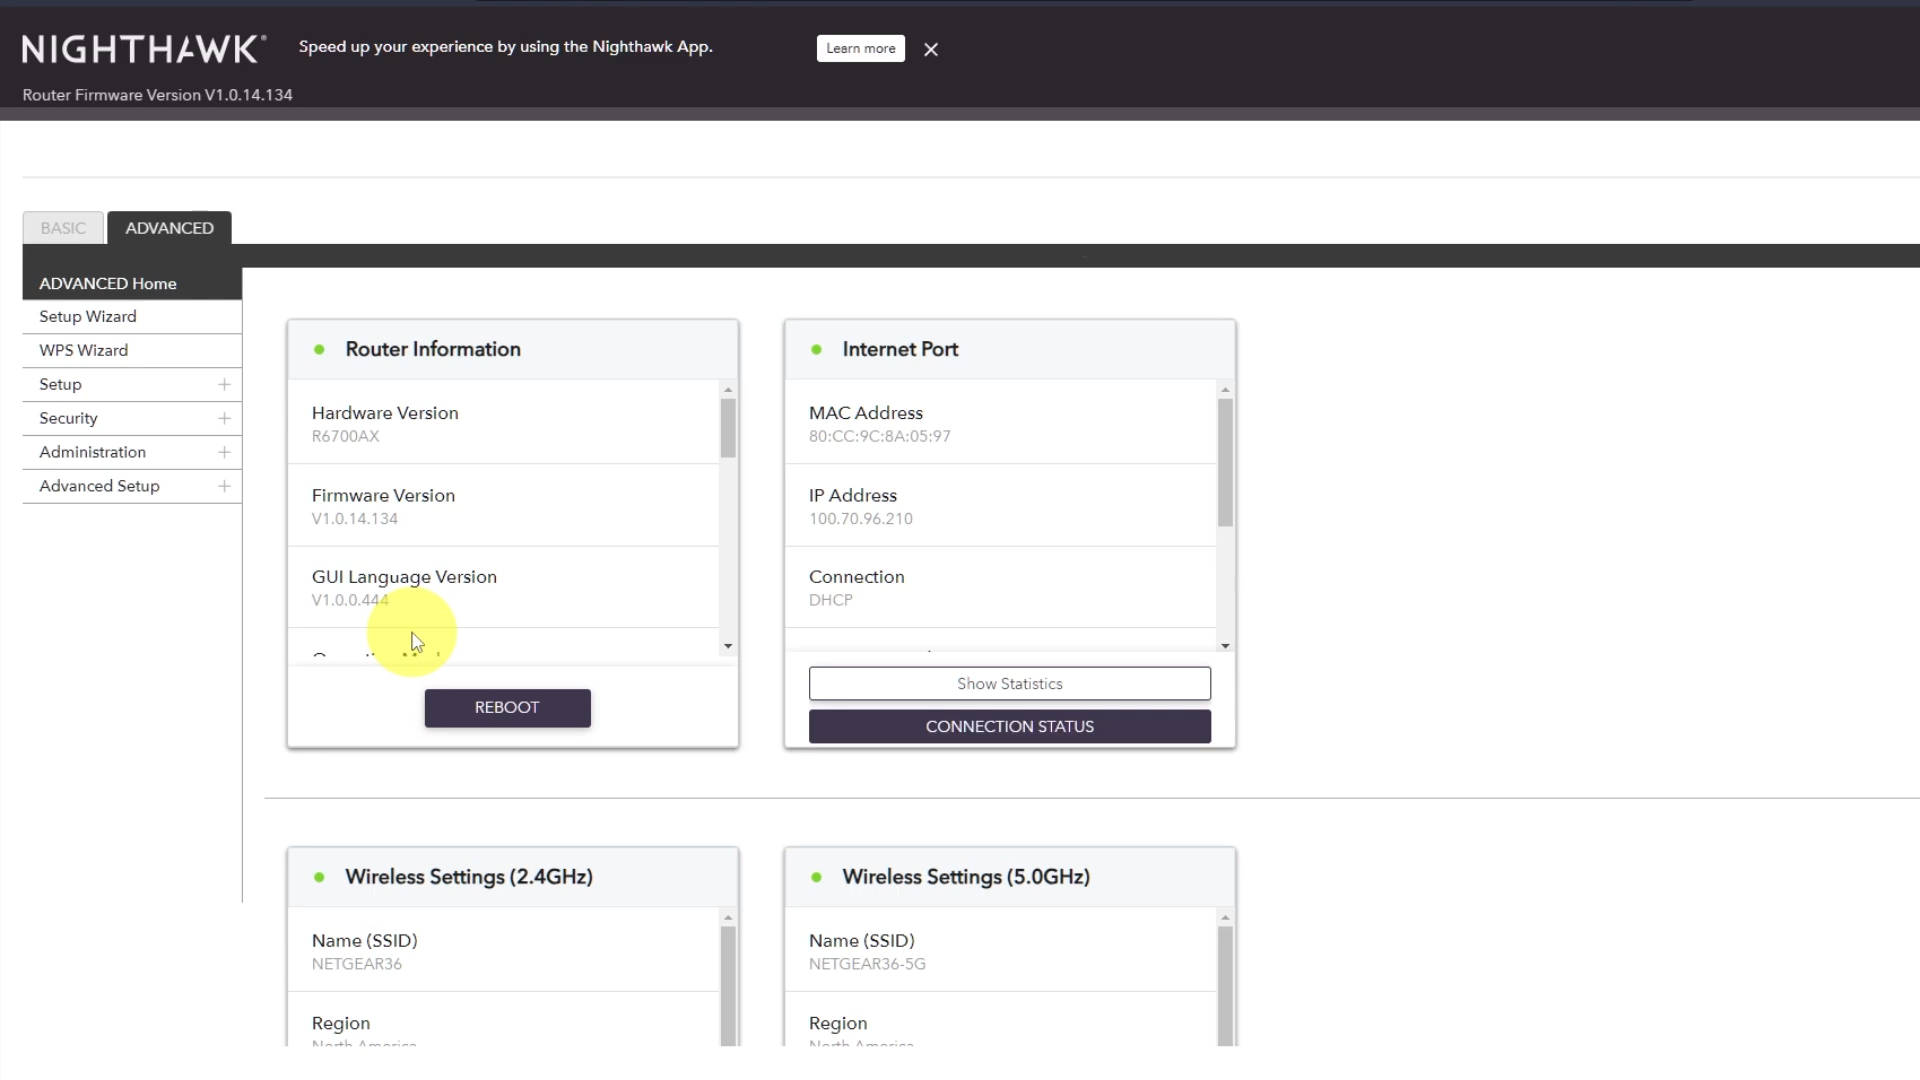 NIGHTHAWK
Speed up your experience by using the Nighthawk App.
Learn more
Router Firmware Version V1.0.14.134
BASIC
ADVANCED
ADVANCED Home
Setup Wizard
WPS Wizard
Setup
Security
Administration
Advanced Setup
Router Information
Hardware Version
R6700AX
Firmware Version
V1.0.14.134
GUI Language Version
V1.0.0.444
REBOOT
Internet Port
MAC Address
80:CC:9C:8A:05:97
IP Address
100.70.96.210
Connection
DHCP
Show Statistics
CONNECTION STATUS
Wireless Settings (2.4GHz)
Name (SSID)
NETGEAR36
Region
North America
Wireless Settings (5.0GHz)
Name (SSID)
NETGEAR36-5G
Region
North America